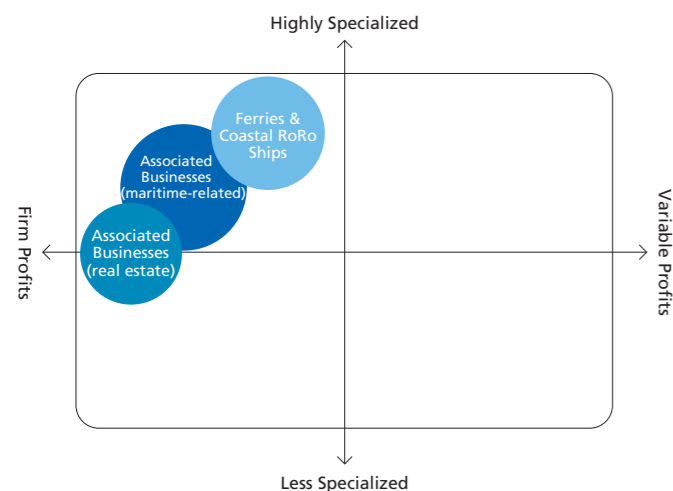 Highly Specialized
Ferries &
Coastal RoRo
Ships
Associated
Businesses
(maritime-related)
Firm Profits
Variable Profits
Associated
Businesses
(real estate)
Less Specialized